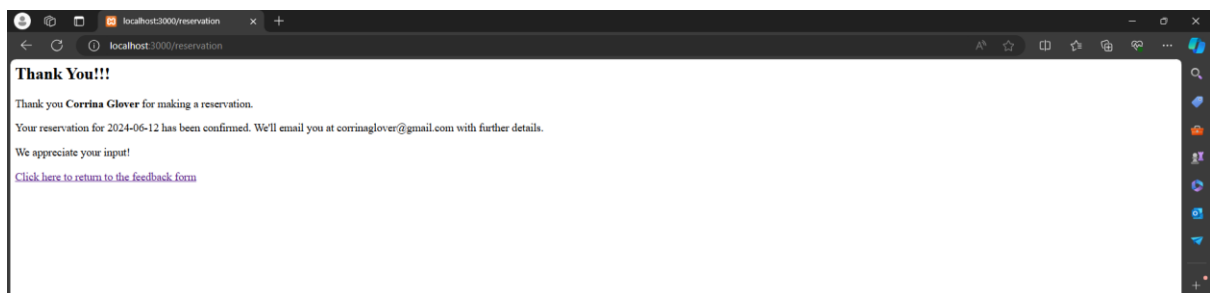 localhost:3000/reservation
localhost:3000/reservation
Thank You!!!
Thank you Corrina Glover for making a reservation.
Your reservation for 2024-06-12 has been confirmed. We'll email you at corrinaglover@gmail.com with further details.
We appreciate your input!
Click here to return to the feedback form